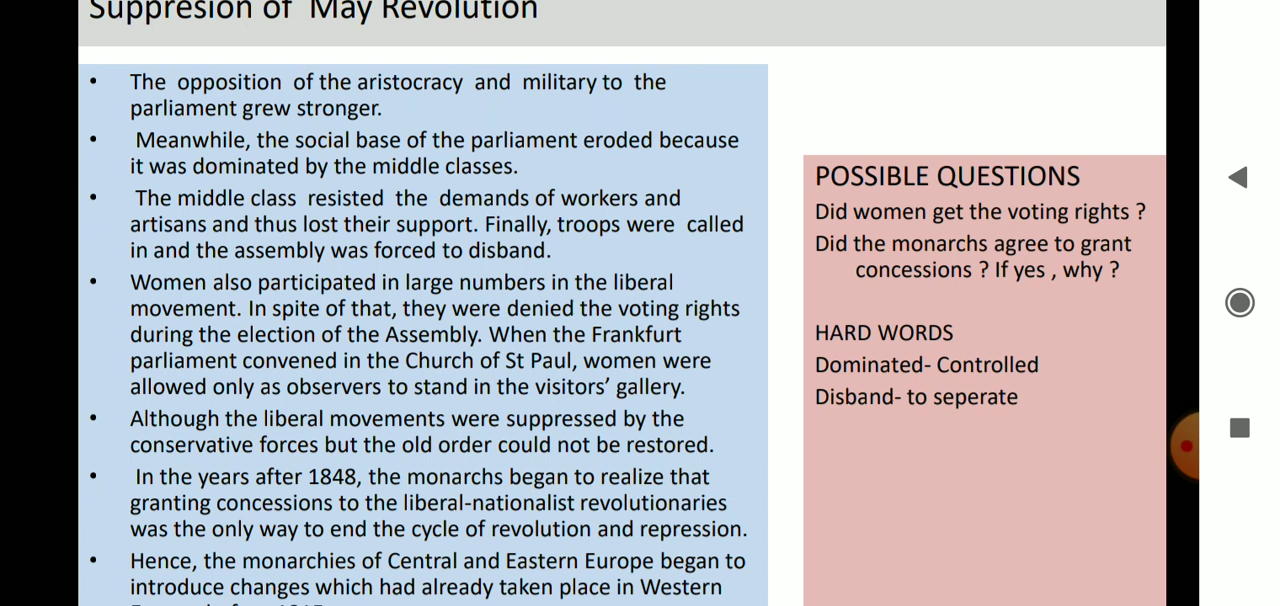 Suppresion of May Revolution
• The opposition of the aristocracy and military to the
parliament grew stronger.
• Meanwhile, the social base of the parliament eroded because
it was dominated by the middle classes.
• The middle class resisted the demands of workers and
artisans and thus lost their support. Finally, troops were called
in and the assembly was forced to disband.
• Women also participated in large numbers in the liberal
movement. In spite of that, they were denied the voting rights
during the election of the Assembly. When the Frankfurt
parliament convened in the Church of St Paul, women were
allowed only as observers to stand in the visitors’ gallery.
• Although the liberal movements were suppressed by the
conservative forces but the old order could not be restored.
• In the years after 1848, the monarchs began to realize that
granting concessions to the liberal-nationalist revolutionaries
was the only way to end the cycle of revolution and repression.
• Hence, the monarchies of Central and Eastern Europe began to
introduce changes which had already taken place in Western
POSSIBLE QUESTIONS
Did women get the voting rights ?
Did the monarchs agree to grant
concessions ? If yes , why ?
HARD WORDS
Dominated- Controlled
Disband- to seperate